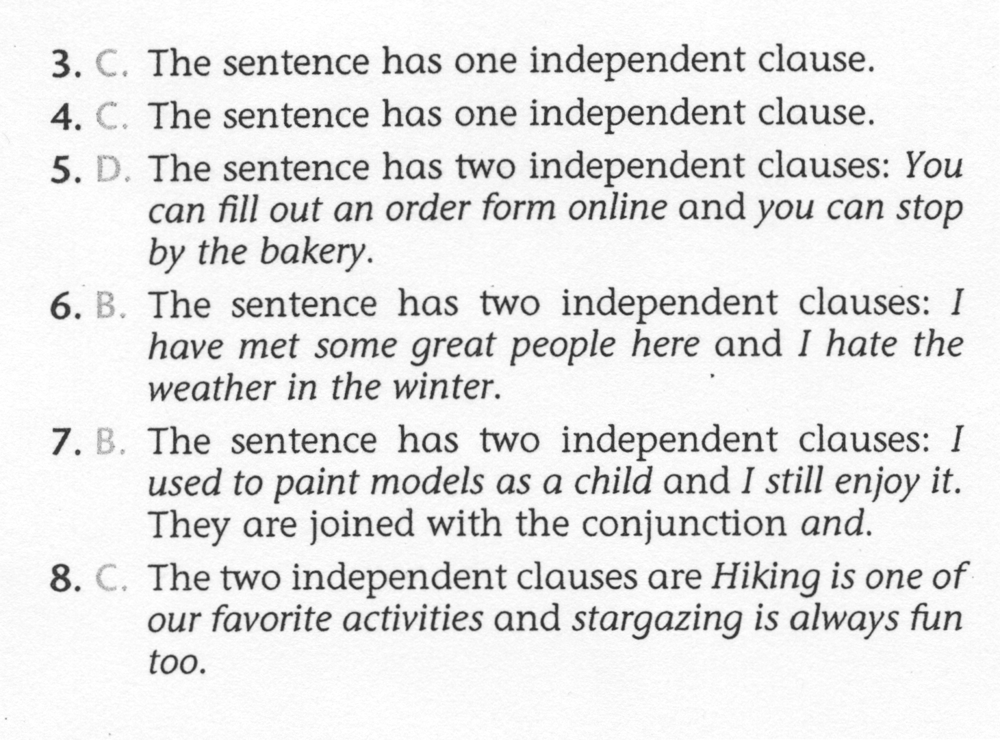 3. C. The sentence has one independent clause.
4. C. The sentence has one independent clause.
5. D. The sentence has two independent clauses: You
can fill out an order form online and you can stop
by the bakery.
6. B. The sentence has two independent clauses: I
have met some great people here and I hate the
weather in the winter.
7. B. The sentence has two independent clauses: I
used to paint models as a child and I still enjoy it.
They are joined with the conjunction and.
8. C. The two independent clauses are Hiking is one of
our favorite activities and stargazing is always fun
too.